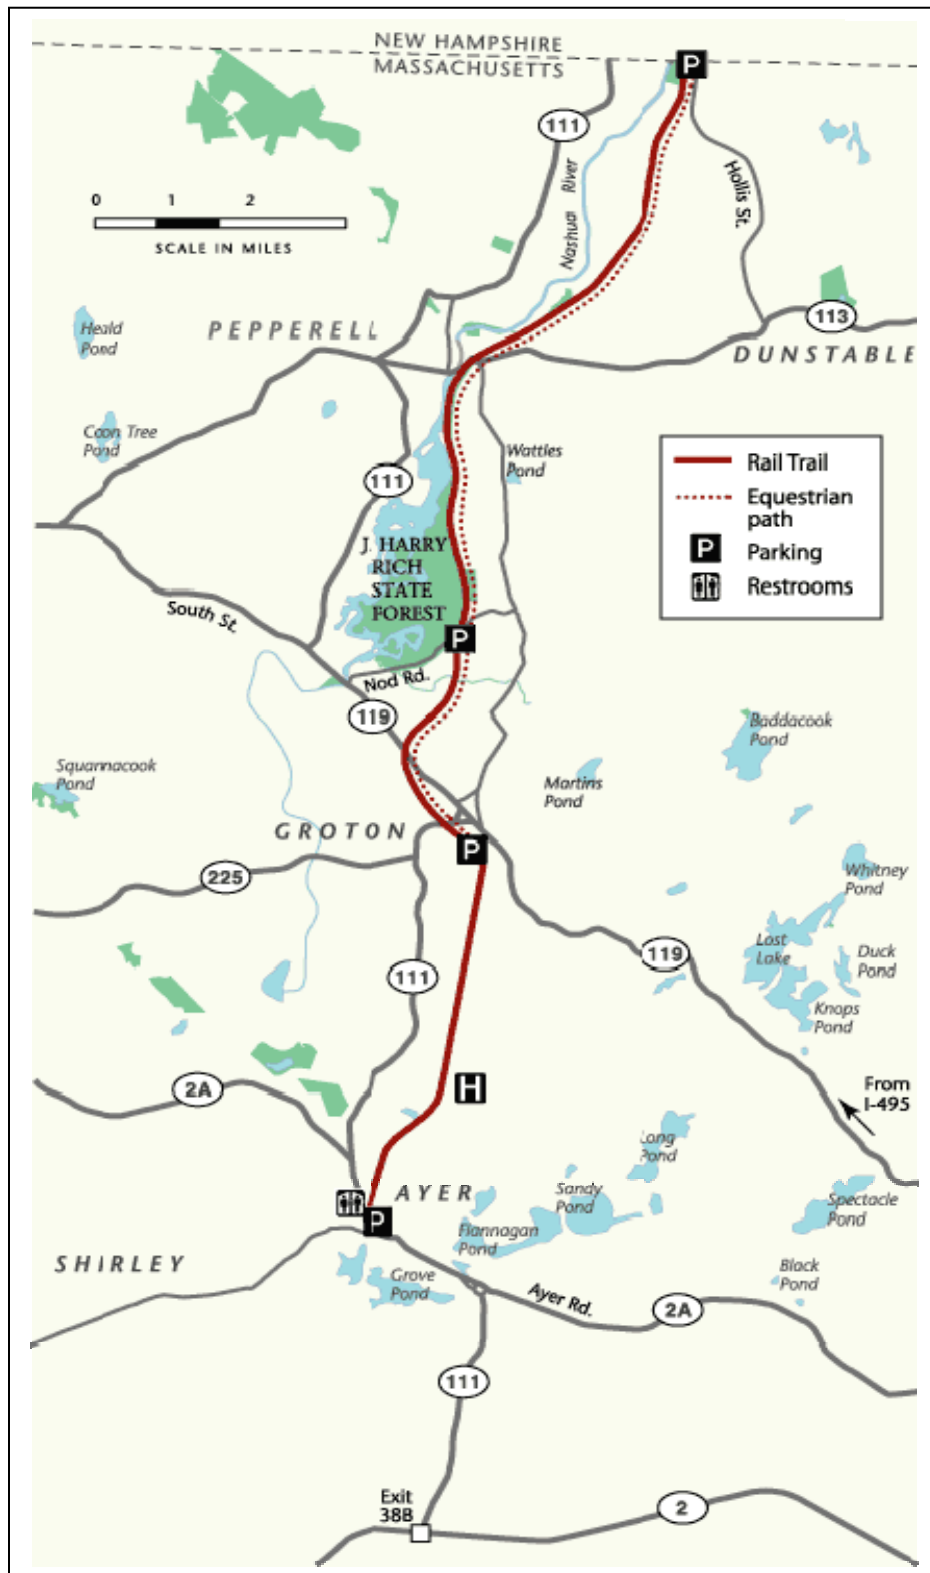 NEW HAMPSHIRE
MASSACHUSETTS
P
111
Hollis St.
Nashua River
0 1 2
SCALE IN MILES
113
Heald
Pond
PEPPERELL
DUNSTABLE
Coon Tree
Pond
Wattles
Pond
111
Rail Trail
Equestrian
path
P Parking
Restrooms
J. HARRY
RICH
STATE
FOREST
South St.
P
Nod Rd.
119
Baddacook
Pond
Squannacook
Pond
Martins
Pond
GROTON
P
225
Whitney
Pond
Lost
Lake
Duck
Pond
119
111
Knops
Pond
2A
H
From
I-495
Long
Pond
AYER
Sandy
Pond
Spectacle
Pond
P
Flannagan
Pond
SHIRLEY
Grove
Pond
Black
Pond
Ayer Rd.
2A
111
Exit
38B
2